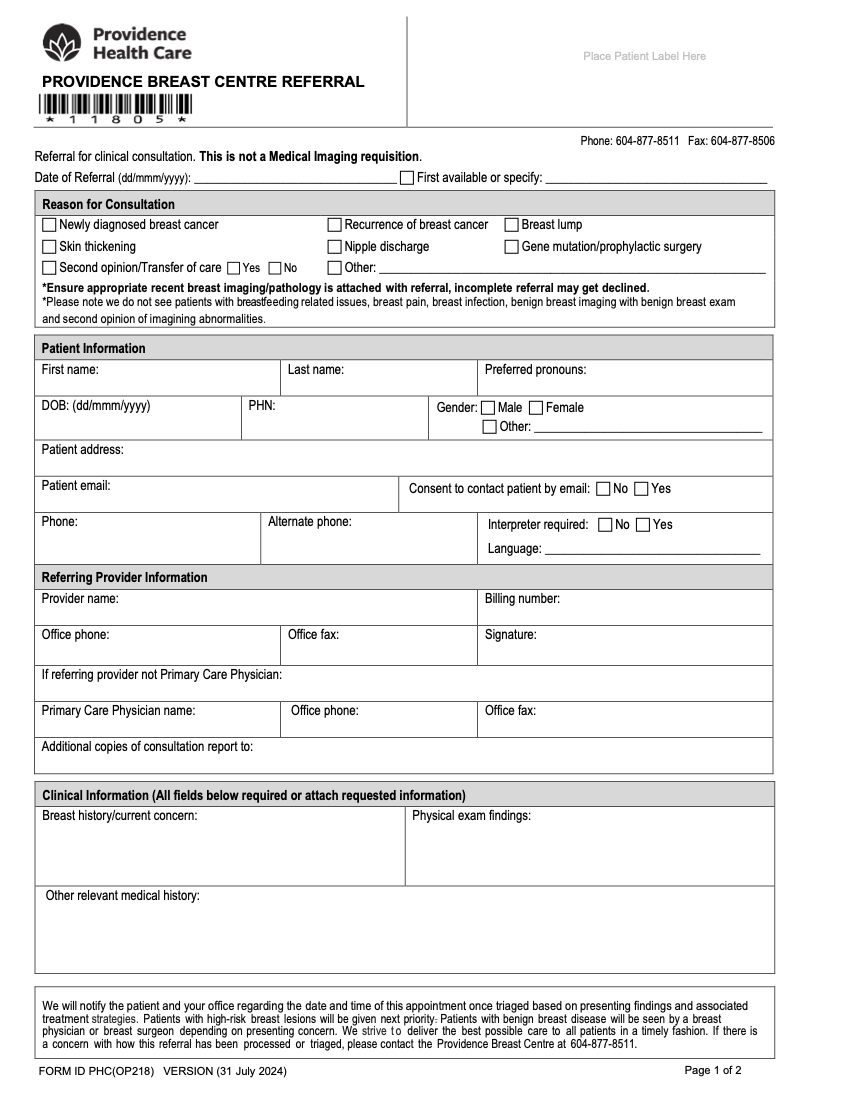 Providence
Health Care
Place Patient Label Here
PROVIDENCE BREAST CENTRE REFERRAL
*11805*
Phone: 604-877-8511 Fax: 604-877-8506
Referral for clinical consultation. This is not a Medical Imaging requisition.
Date of Referral (dd/mmm/yyyy): First available or specify:
Reason for Consultation
Newly diagnosed breast cancer Recurrence of breast cancer Breast lump
Skin thickening Nipple discharge Gene mutation/prophylactic surgery
Second opinion/Transfer of care Yes No Other:
*Ensure appropriate recent breast imaging/pathology is attached with referral, incomplete referral may get declined.
*Please note we do not see patients with breastfeeding related issues, breast pain, breast infection, benign breast imaging with benign breast exam
and second opinion of imagining abnormalities.
Patient Information
First name: Last name: Preferred pronouns:
DOB: (dd/mmm/yyyy) PHN: Gender: Male Female
Other:
Patient address:
Patient email: Consent to contact patient by email: No Yes
Phone: Alternate phone: Interpreter required: No Yes
Language:
Referring Provider Information
Provider name: Billing number:
Office phone: Office fax: Signature:
If referring provider not Primary Care Physician:
Primary Care Physician name: Office phone: Office fax:
Additional copies of consultation report to:
Clinical Information (All fields below required or attach requested information)
Breast history/current concern: Physical exam findings:
Other relevant medical history:
We will notify the patient and your office regarding the date and time of this appointment once triaged based on presenting findings and associated
treatment strategies. Patients with high-risk breast lesions will be given next priority. Patients with benign breast disease will be seen by a breast
physician or breast surgeon depending on presenting concern. We strive to deliver the best possible care to all patients in a timely fashion. If there is
a concern with how this referral has been processed or triaged, please contact the Providence Breast Centre at 604-877-8511.
FORM ID PHC(OP218) VERSION (31 July 2024) Page 1 of 2